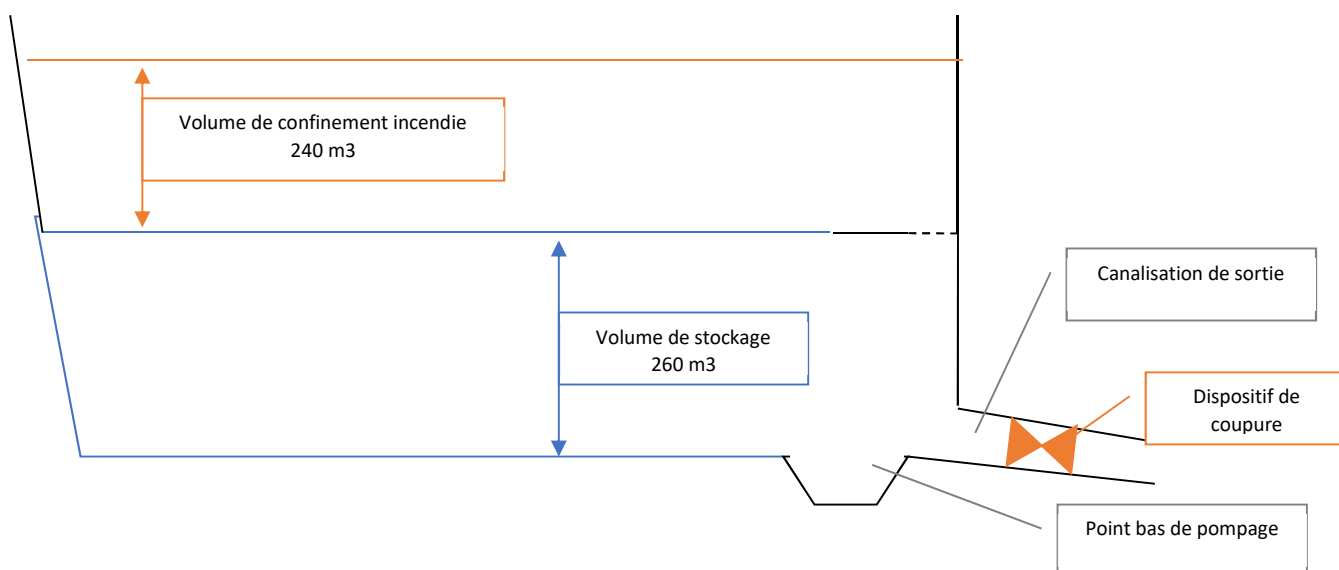 Volume de confinement incendie
240 m3
Canalisation de sortie
Volume de stockage
260 m3
Dispositif de
coupure
Point bas de pompage